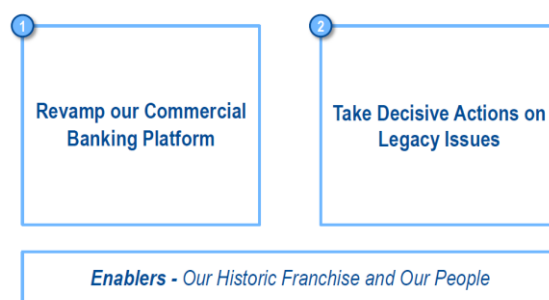 1
2
Revamp our Commercial
Banking Platform
Take Decisive Actions on
Legacy Issues
Enablers - Our Historic Franchise and Our People